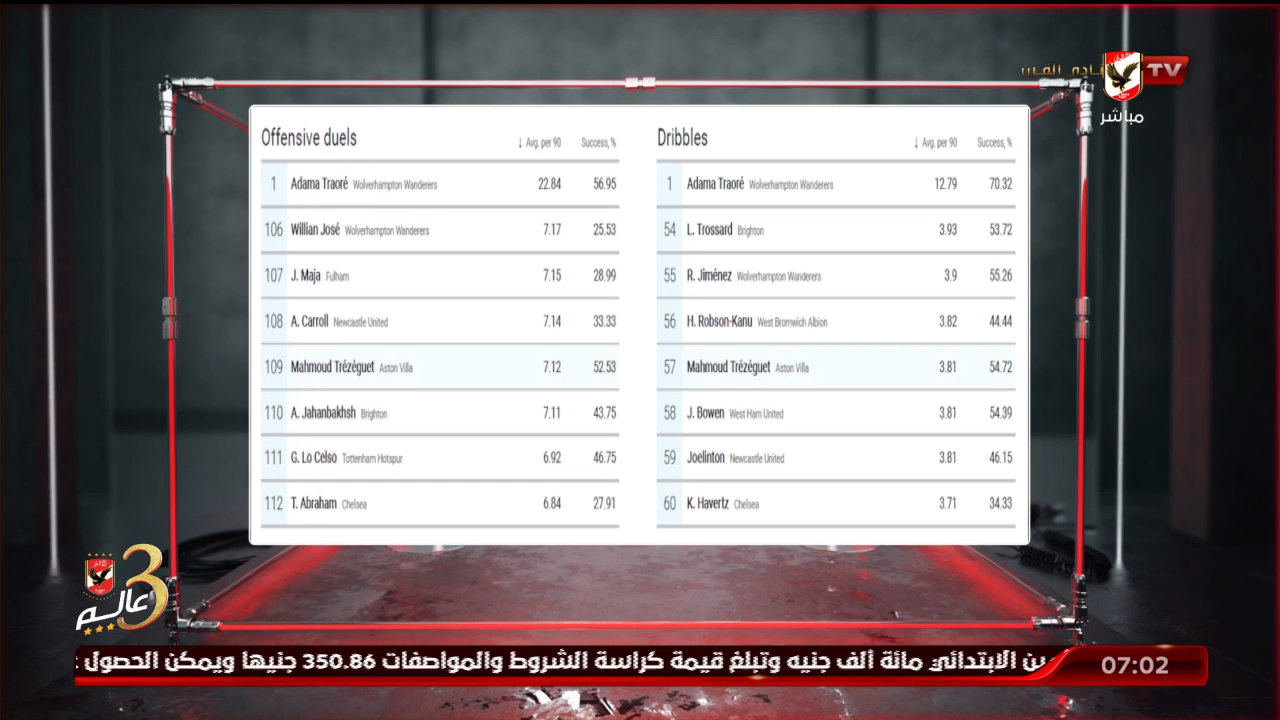 نادي القرن
TV
مباشر
Offensive duels ↓ Avg. per 90 Success, %
1 Adama Traoré Wolverhampton Wanderers 22.84 56.95
106 Willian José Wolverhampton Wanderers 7.17 25.53
107 J. Maja Fulham 7.15 28.99
108 A. Carroll Newcastle United 7.14 33.33
109 Mahmoud Trézéguet Aston Villa 7.12 52.53
110 A. Jahanbakhsh Brighton 7.11 43.75
111 G. Lo Celso Tottenham Hotspur 6.92 46.75
112 T. Abraham Chelsea 6.84 27.91
Dribbles ↓ Avg. per 90 Success, %
1 Adama Traoré Wolverhampton Wanderers 12.79 70.32
54 L. Trossard Brighton 3.93 53.72
55 R. Jiménez Wolverhampton Wanderers 3.9 55.26
56 H. Robson-Kanu West Bromwich Albion 3.82 44.44
57 Mahmoud Trézéguet Aston Villa 3.81 54.72
58 J. Bowen West Ham United 3.81 54.39
59 Joelinton Newcastle United 3.81 46.15
60 K. Havertz Chelsea 3.71 34.33
3 عالم
الابتدائي مائة ألف جنيه وتبلغ قيمة كراسة الشروط والمواصفات 350.86 جنيها ويمكن الحصول
07:02